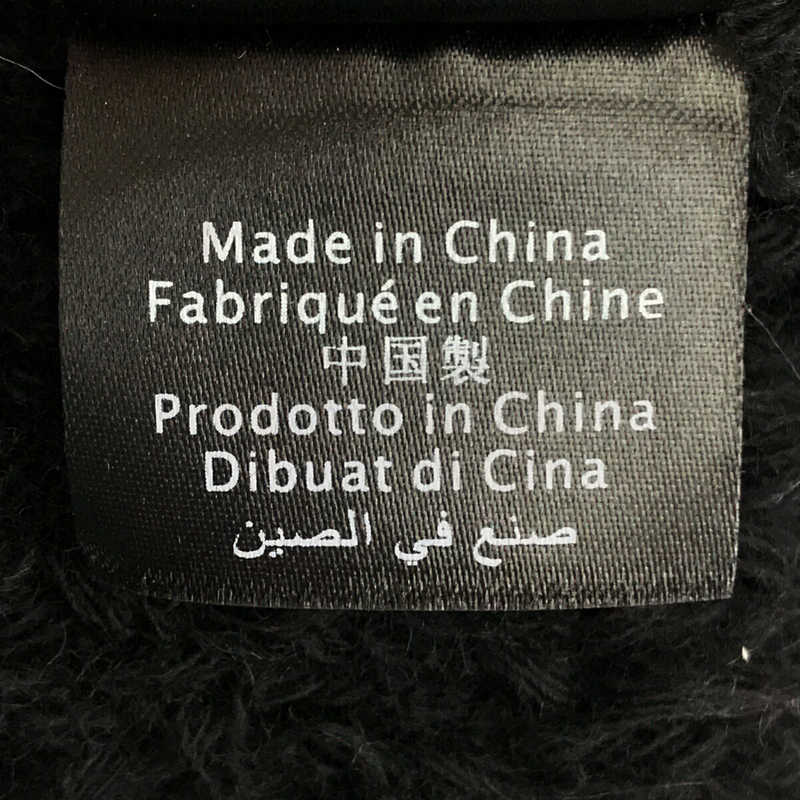 Made in China
Fabriqué en Chine
中国製
Prodotto in China
Dibuat di Cina
صنع في الصين